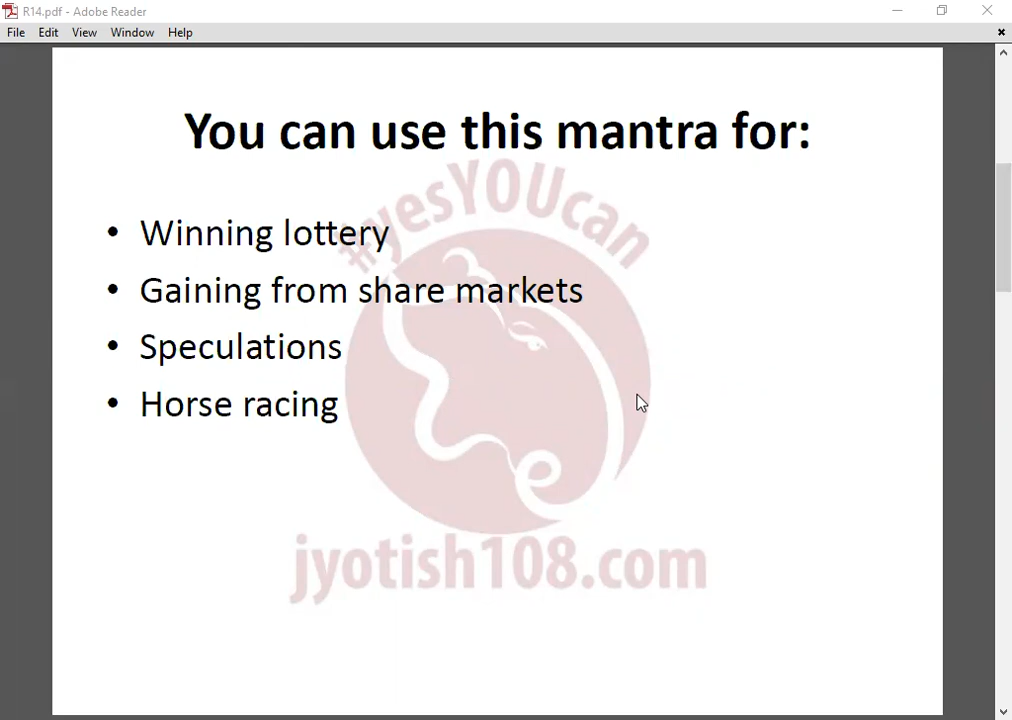 R14.pdf - Adobe Reader
File Edit View Window Help
You can use this mantra for:
#yesYOUcan
• Winning lottery
• Gaining from share markets
• Speculations
• Horse racing
jyotish108.com